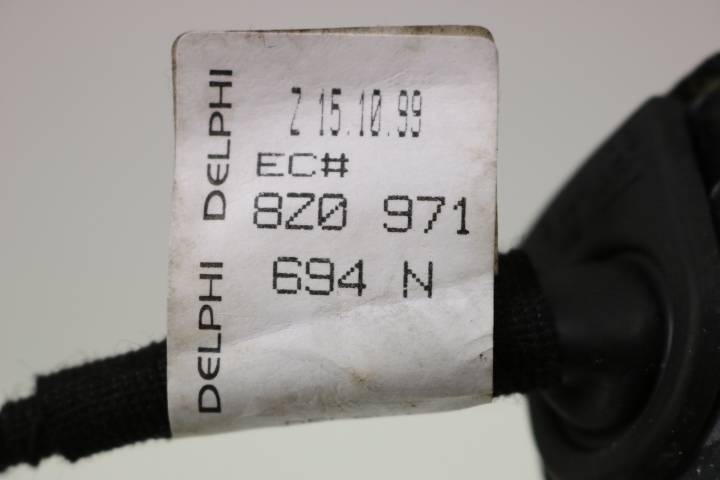 DELPHI DELPHI
Z 15.10.99
EC#
8Z0 971
694 N